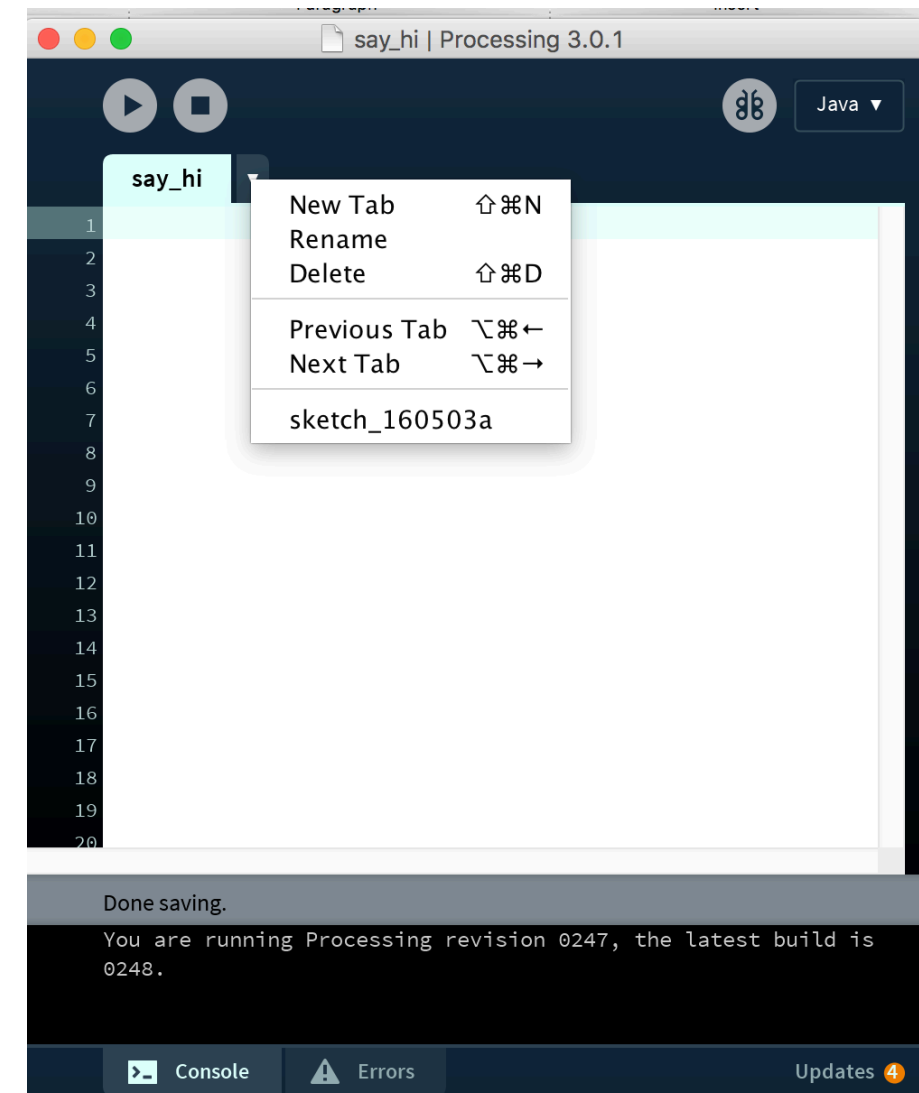 say_hi | Processing 3.0.1
Java ▼
say_hi ▼
New Tab ⇧⌘N
Rename
Delete ⇧⌘D
Previous Tab ⌥⌘←
Next Tab ⌥⌘→
sketch_160503a
1
2
3
4
5
6
7
8
9
10
11
12
13
14
15
16
17
18
19
20
Done saving.
You are running Processing revision 0247, the latest build is
0248.
Console Errors Updates 4